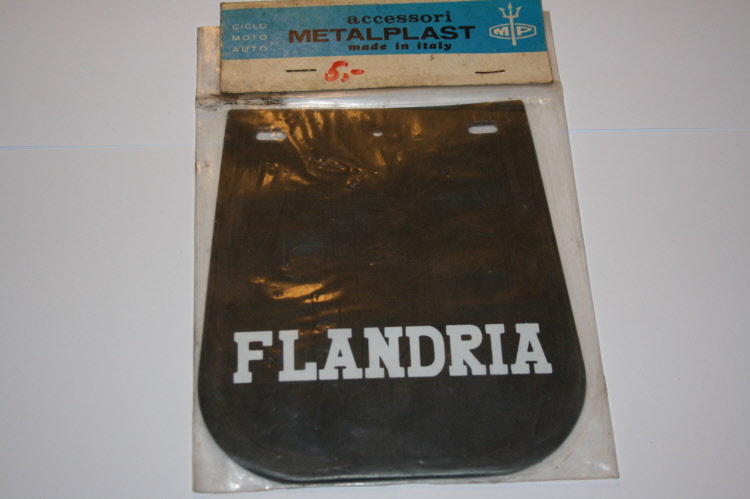 CICLO
MOTO
AUTO
accessori
METALPLAST
made in italy
MP
5,-
FLANDRIA